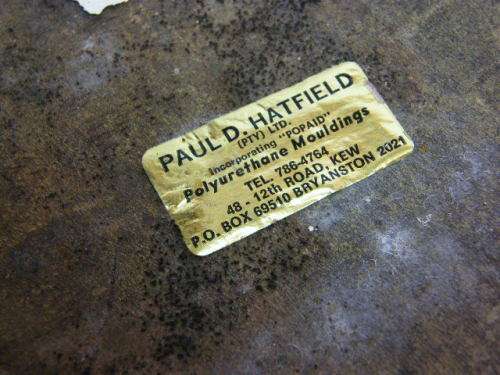 PAUL D. HATFIELD
(PTY) LTD.
incorporating "POPAID"
Polyurethane Mouldings
TEL. 786-4764
48 - 12th ROAD, KEW
P.O. BOX 69510 BRYANSTON 2021